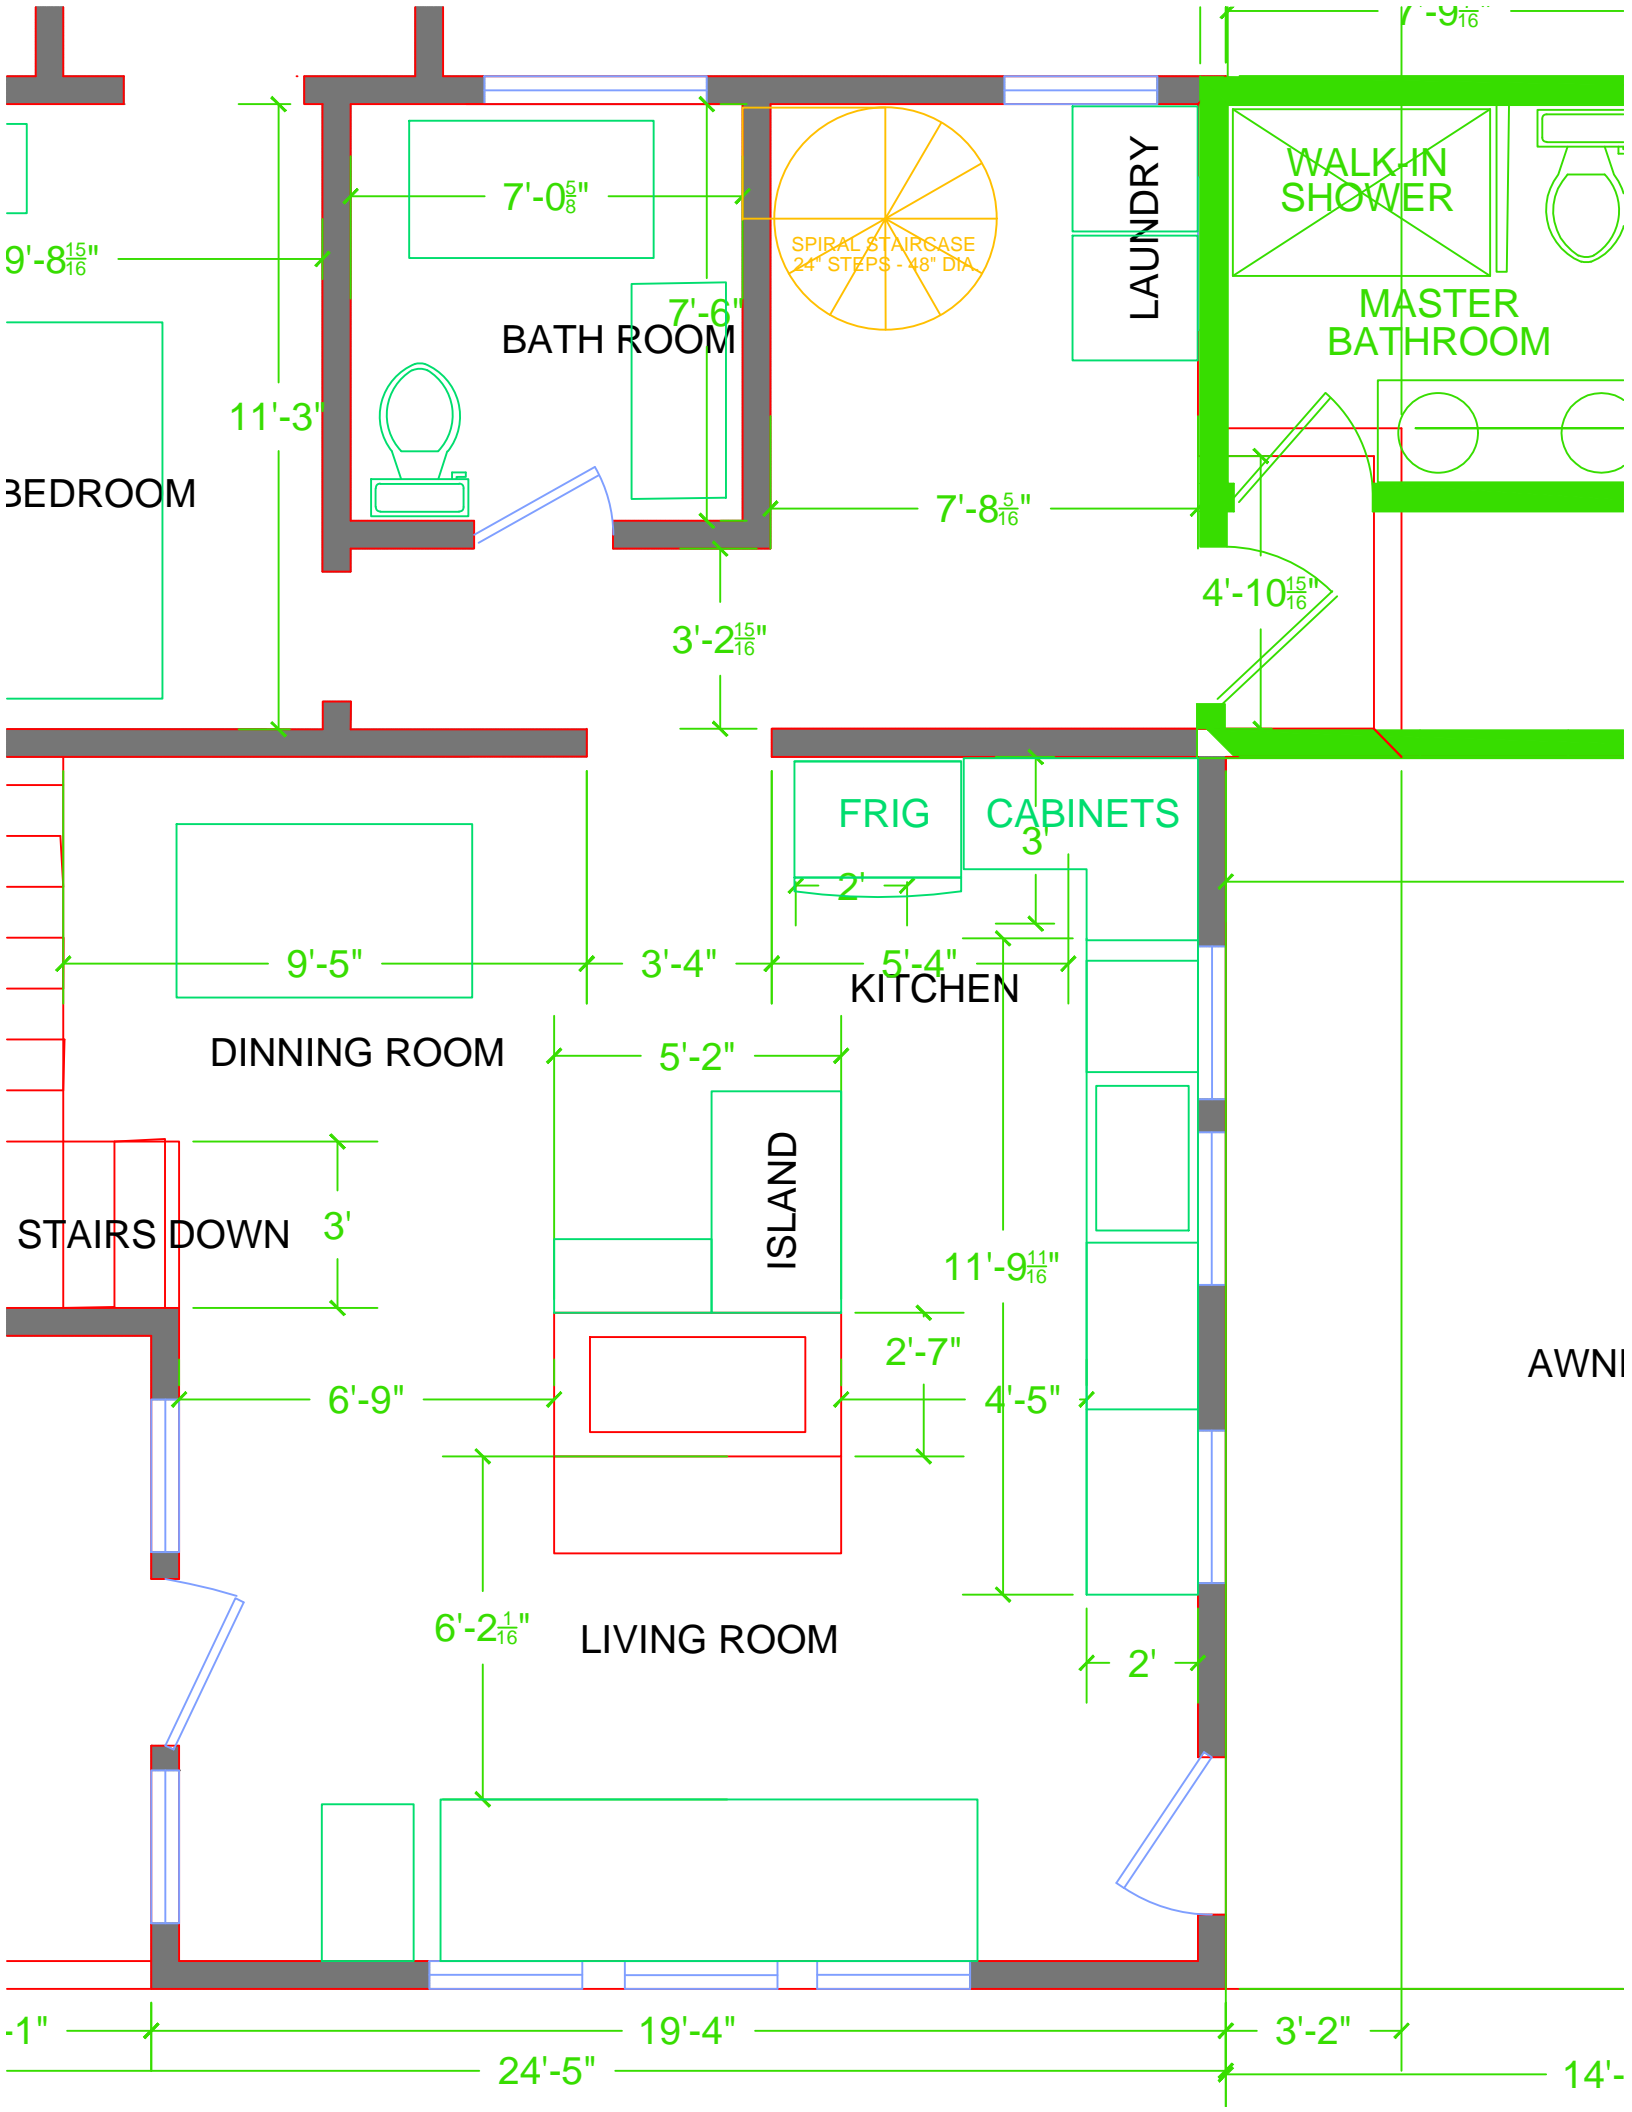 7'-0 5/8"
WALK-IN
SHOWER
LAUNDRY
SPIRAL STAIRCASE
24" STEPS - 48" DIA.
9'-8 15/16"
7'-6"
MASTER
BATHROOM
BATH ROOM
11'-3"
BEDROOM
7'-8 5/16"
4'-10 15/16"
3'-2 15/16"
FRIG
CABINETS
3'
2'
9'-5"
3'-4"
5'-4"
KITCHEN
DINNING ROOM
5'-2"
ISLAND
STAIRS DOWN
3'
11'-9 11/16"
2'-7"
AWNI
6'-9"
4'-5"
6'-2 1/16"
LIVING ROOM
2'
-1"
19'-4"
3'-2"
24'-5"
14'-